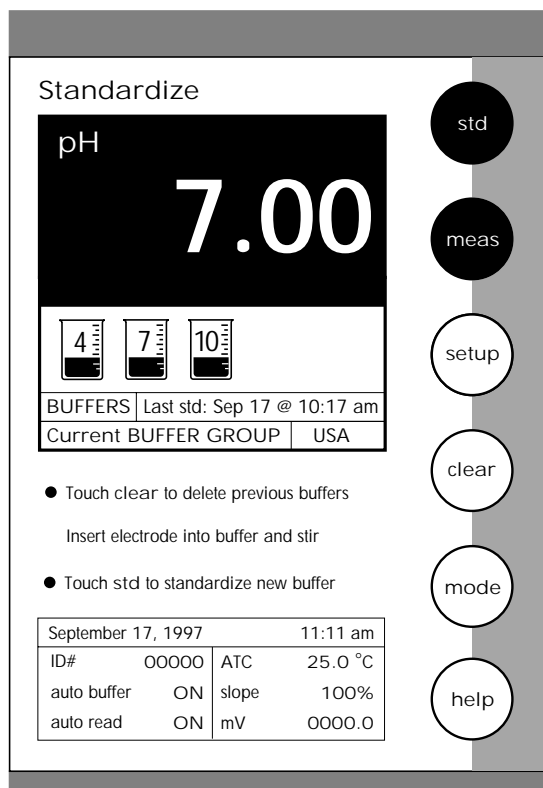 Standardize
pH
7.00
4 7 10
BUFFERS Last std: Sep 17 @ 10:17 am
Current BUFFER GROUP USA
● Touch clear to delete previous buffers
Insert electrode into buffer and stir
● Touch std to standardize new buffer
September 17, 1997 11:11 am
ID# 00000 ATC 25.0 °C
auto buffer ON slope 100%
auto read ON mV 0000.0
std
meas
setup
clear
mode
help